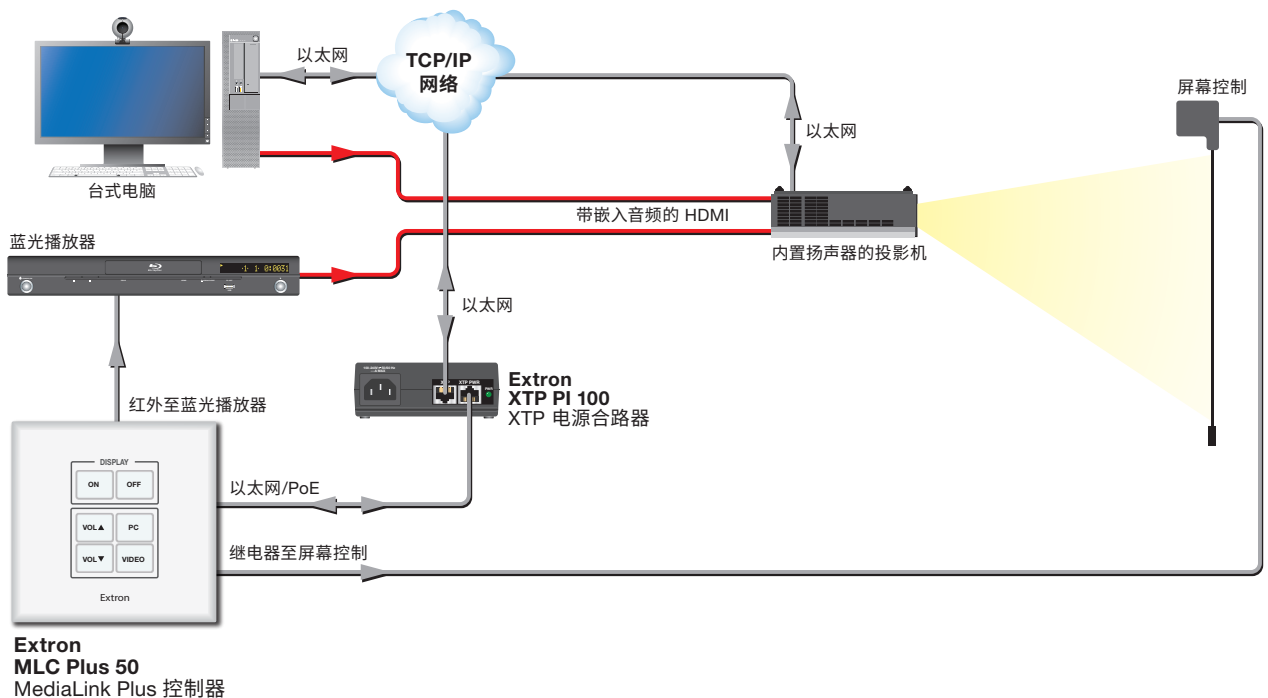 以太网
TCP/IP
网络
屏幕控制
以太网
台式电脑
带嵌入音频的 HDMI
内置扬声器的投影机
蓝光播放器
以太网
XTP PWR
Extron
XTP PI 100
XTP 电源合路器
红外至蓝光播放器
DISPLAY
ON OFF
以太网/PoE
VOL▲ PC
VOL▼ VIDEO
继电器至屏幕控制
Extron
Extron
MLC Plus 50
MediaLink Plus 控制器